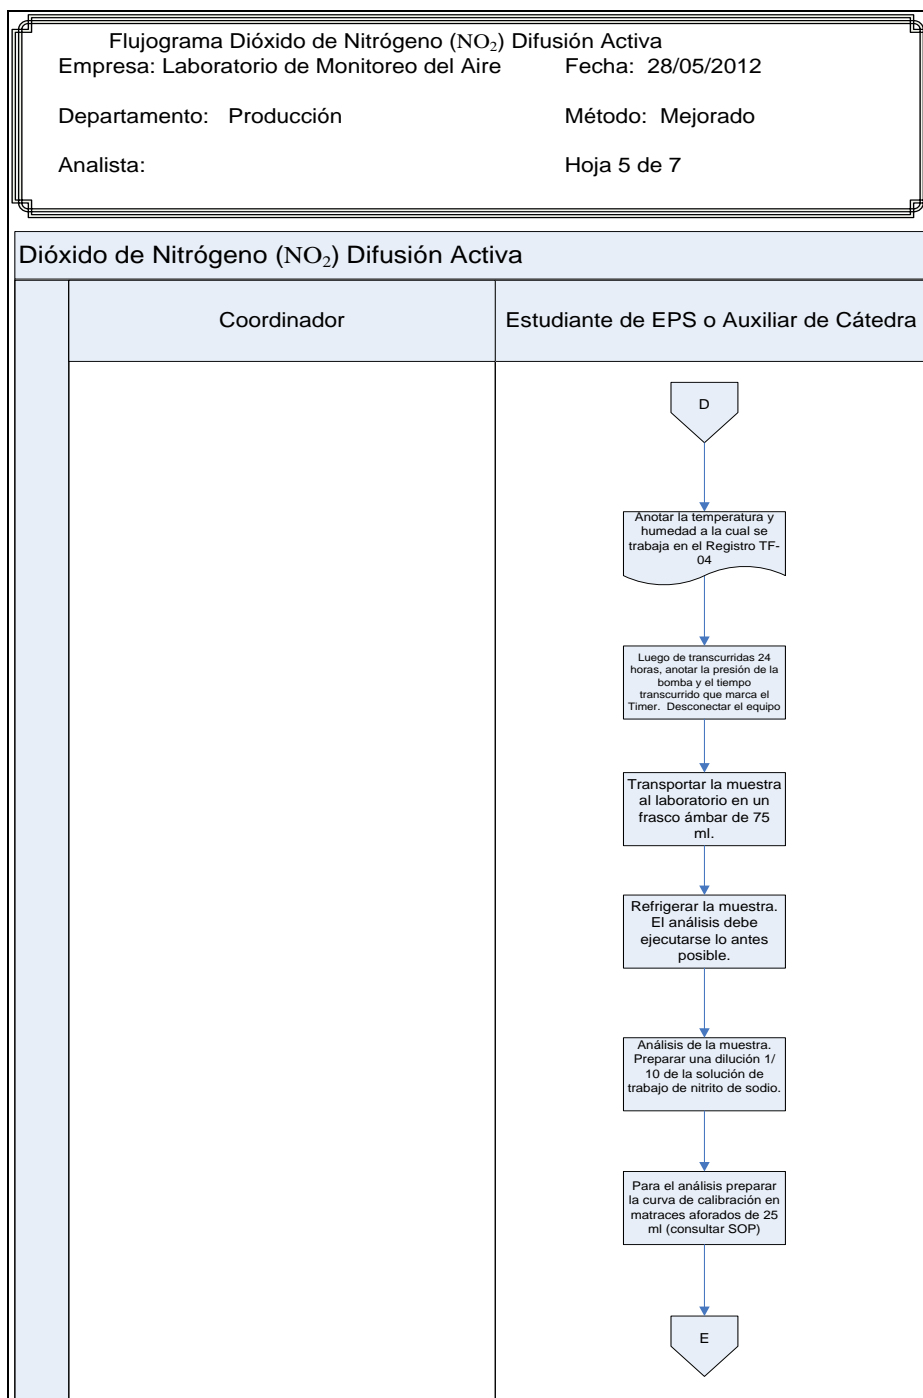 Flujograma Dióxido de Nitrógeno (NO₂) Difusión Activa
Empresa: Laboratorio de Monitoreo del Aire Fecha: 28/05/2012
Departamento: Producción Método: Mejorado
Analista: Hoja 5 de 7
Dióxido de Nitrógeno (NO₂) Difusión Activa
Coordinador Estudiante de EPS o Auxiliar de Cátedra
D
Anotar la temperatura y
humedad a la cual se
trabaja en el Registro TF-
04
Luego de transcurridas 24
horas, anotar la presión de la
bomba y el tiempo
transcurrido que marca el
Timer. Desconectar el equipo
Transportar la muestra
al laboratorio en un
frasco ámbar de 75
ml.
Refrigerar la muestra.
El análisis debe
ejecutarse lo antes
posible.
Análisis de la muestra.
Preparar una dilución 1/
10 de la solución de
trabajo de nitrito de sodio.
Para el análisis preparar
la curva de calibración en
matraces aforados de 25
ml (consultar SOP)
E